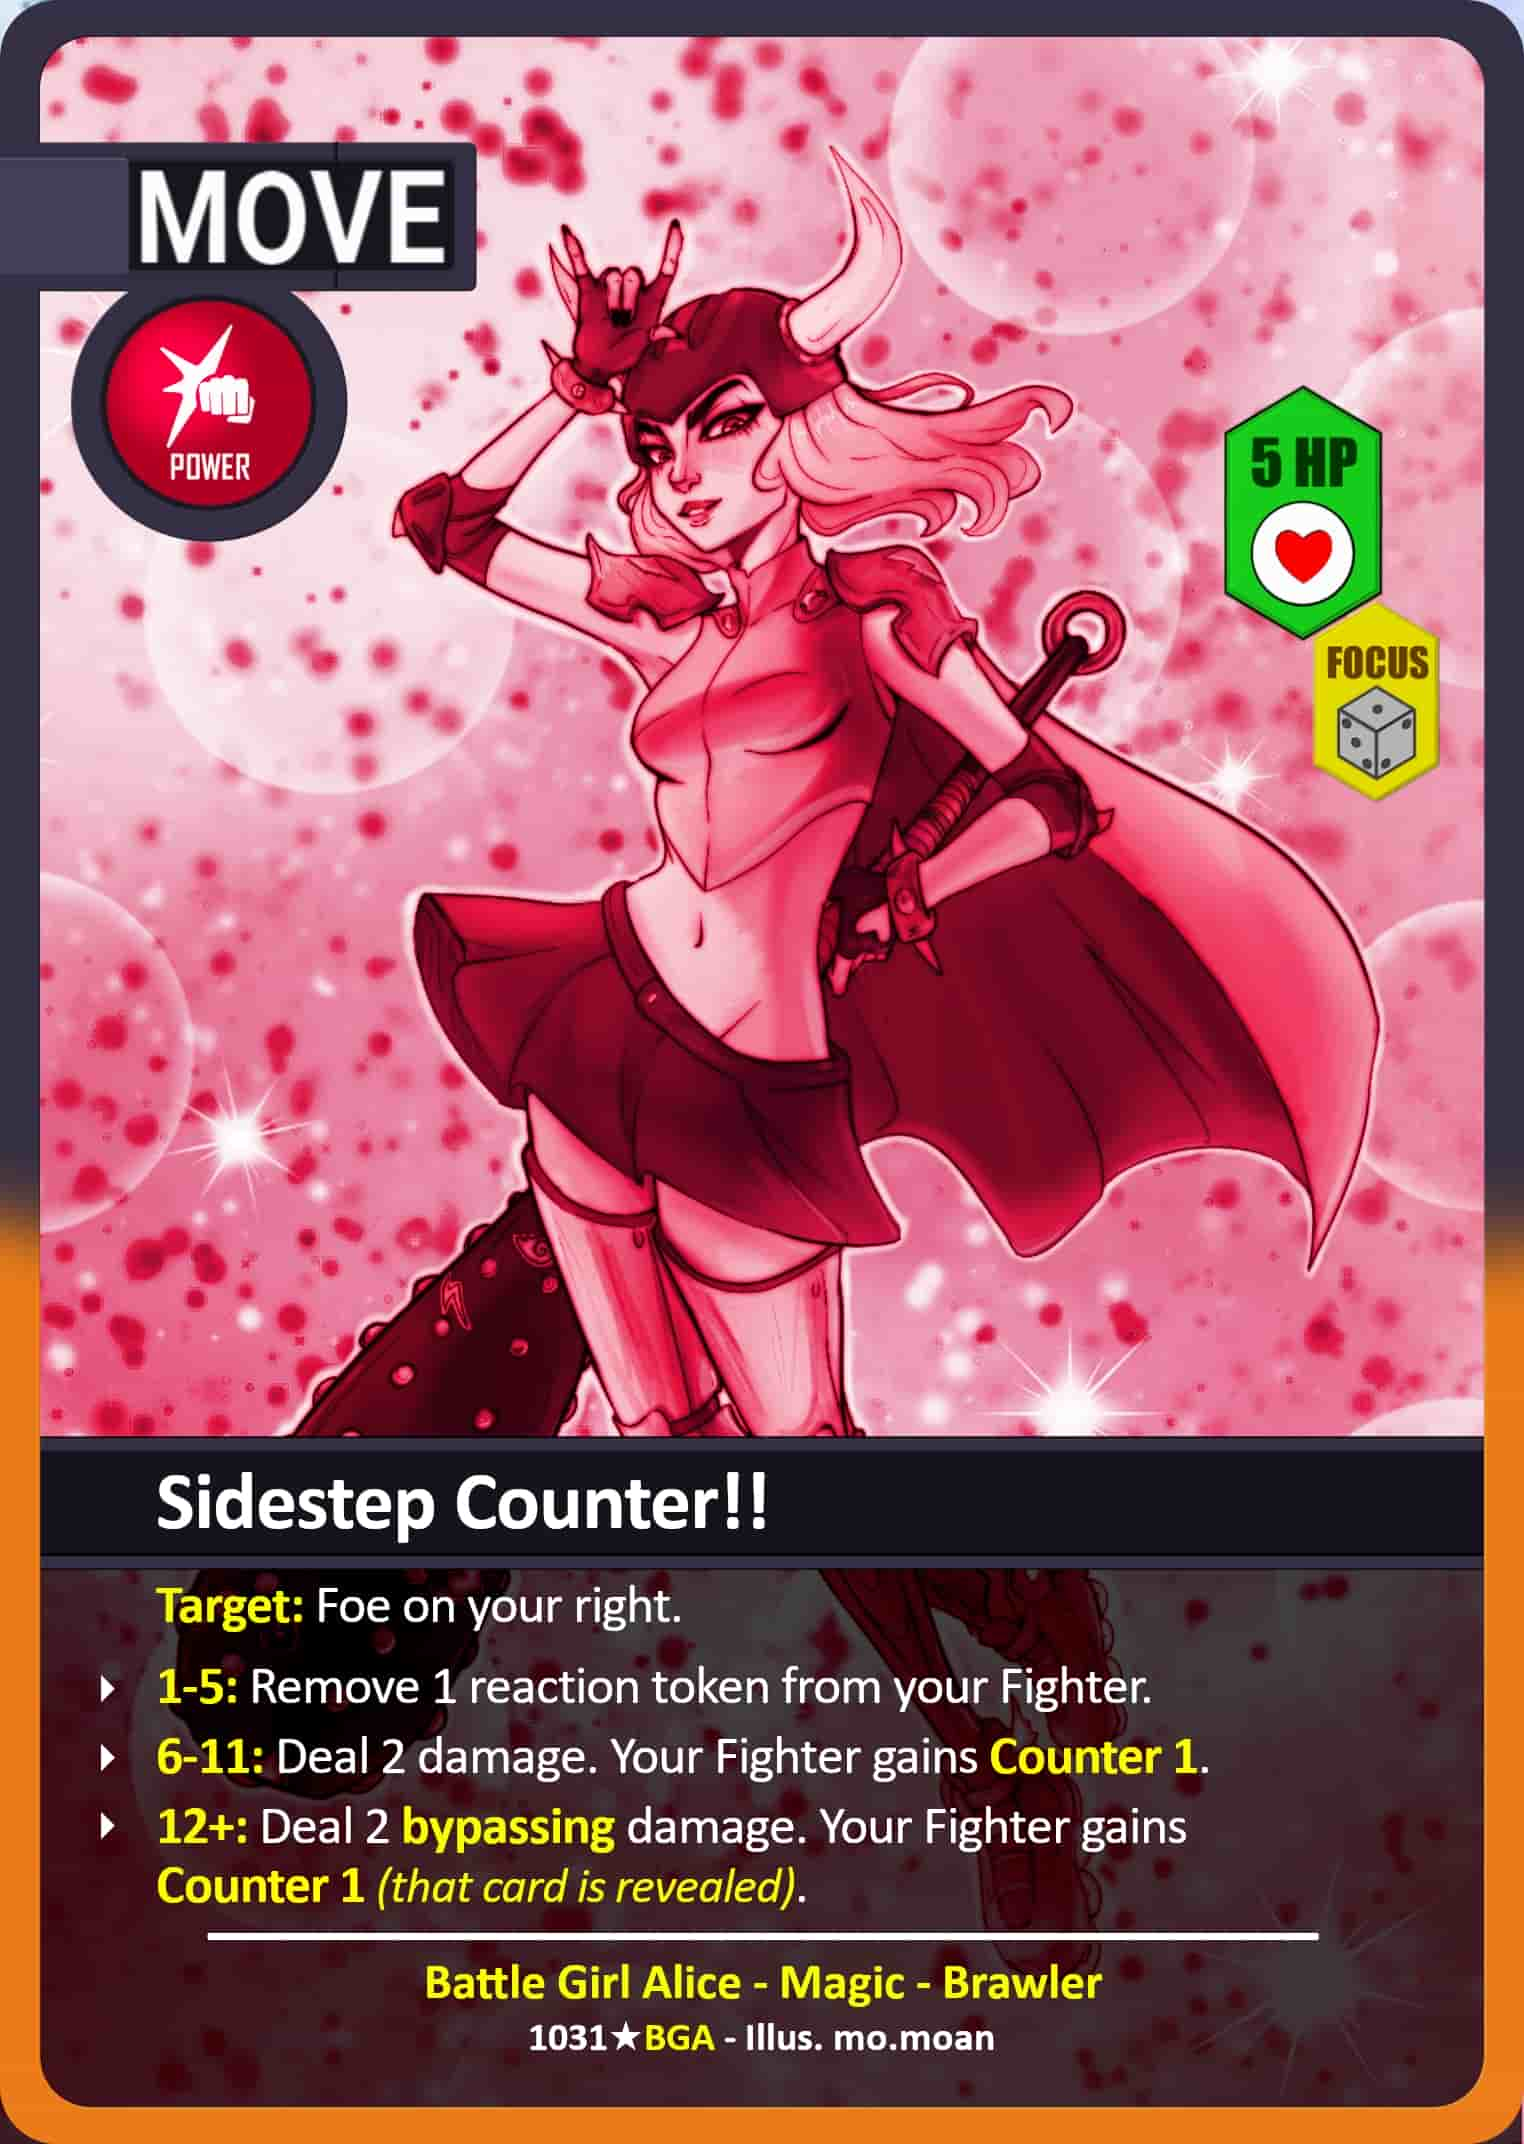 MOVE
POWER
5 HP
FOCUS
Sidestep Counter!!
Target: Foe on your right.
1-5: Remove 1 reaction token from your Fighter.
6-11: Deal 2 damage. Your Fighter gains Counter 1.
12+: Deal 2 bypassing damage. Your Fighter gains
Counter 1 (that card is revealed).
Battle Girl Alice - Magic - Brawler
1031★BGA - Illus. mo.moan